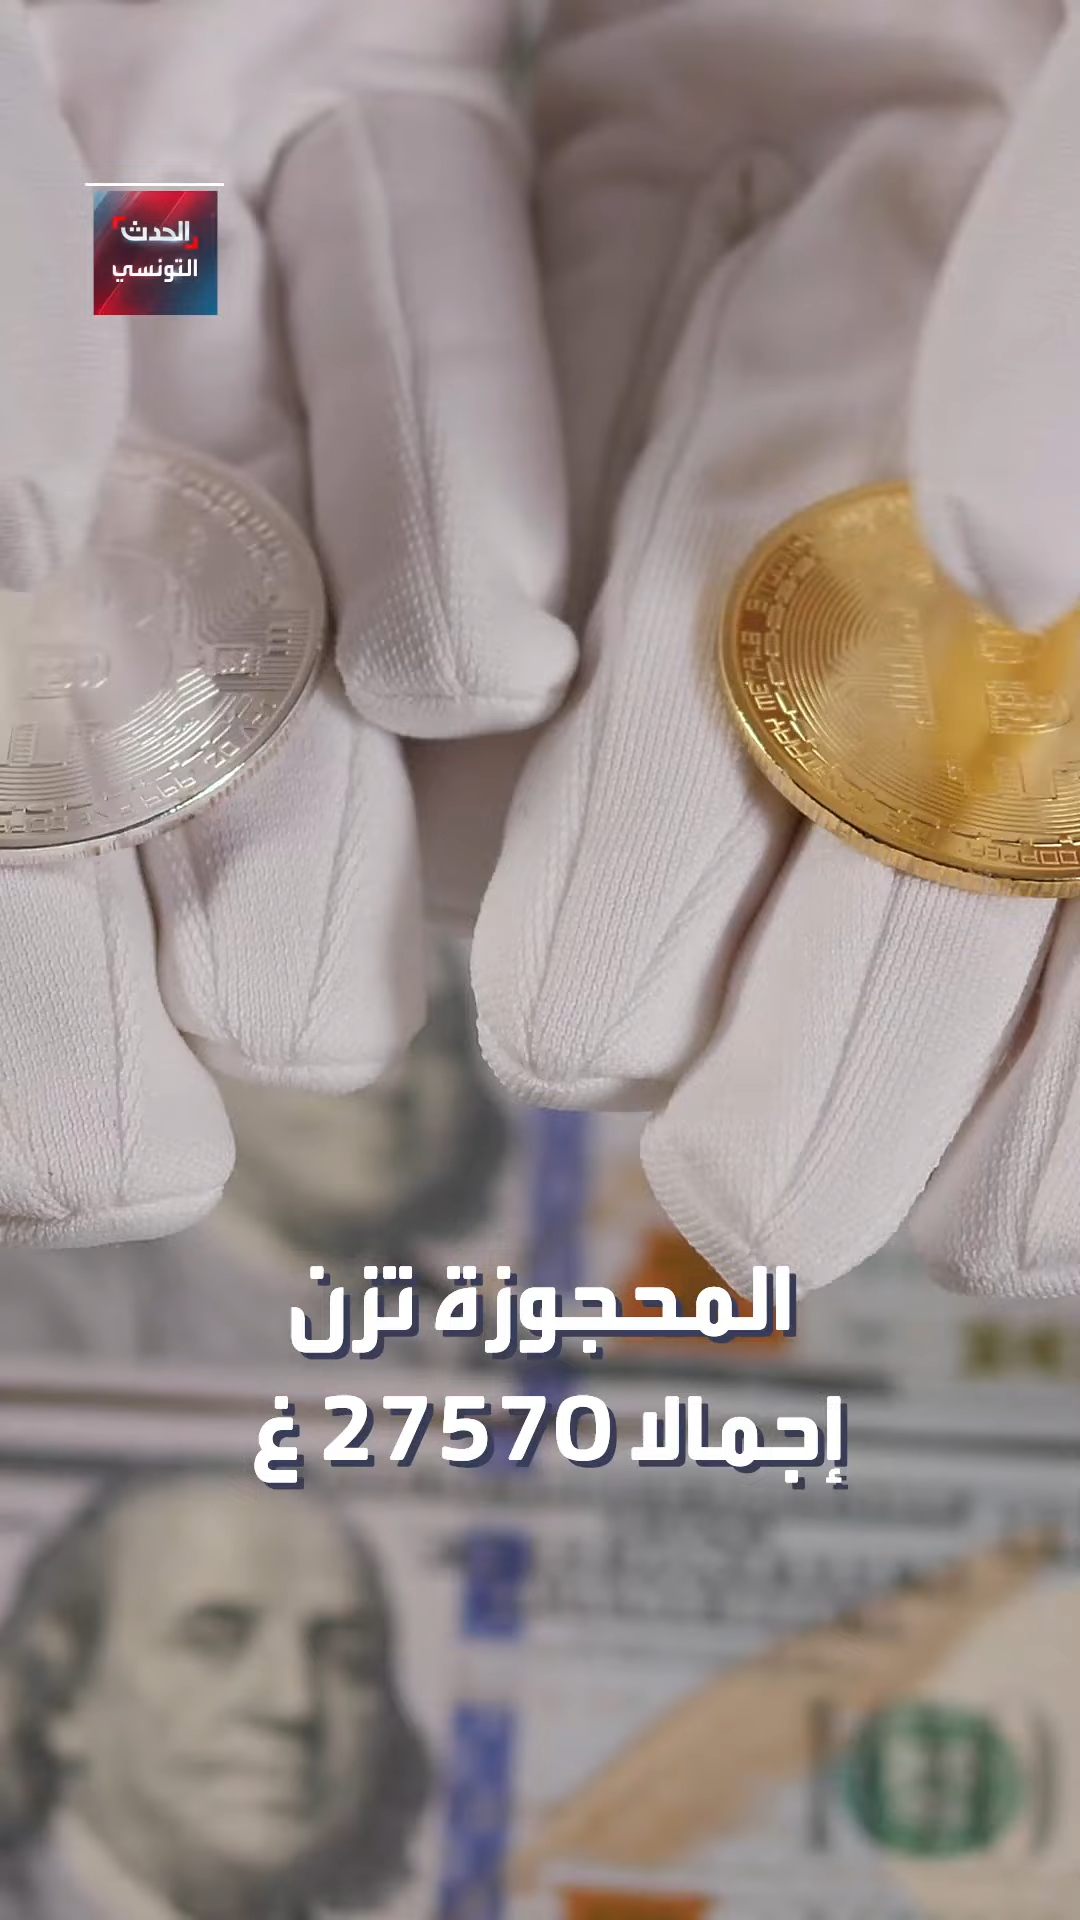 الحدث
التونسي
المحجوزة تزن
إجمالا 27570 غ